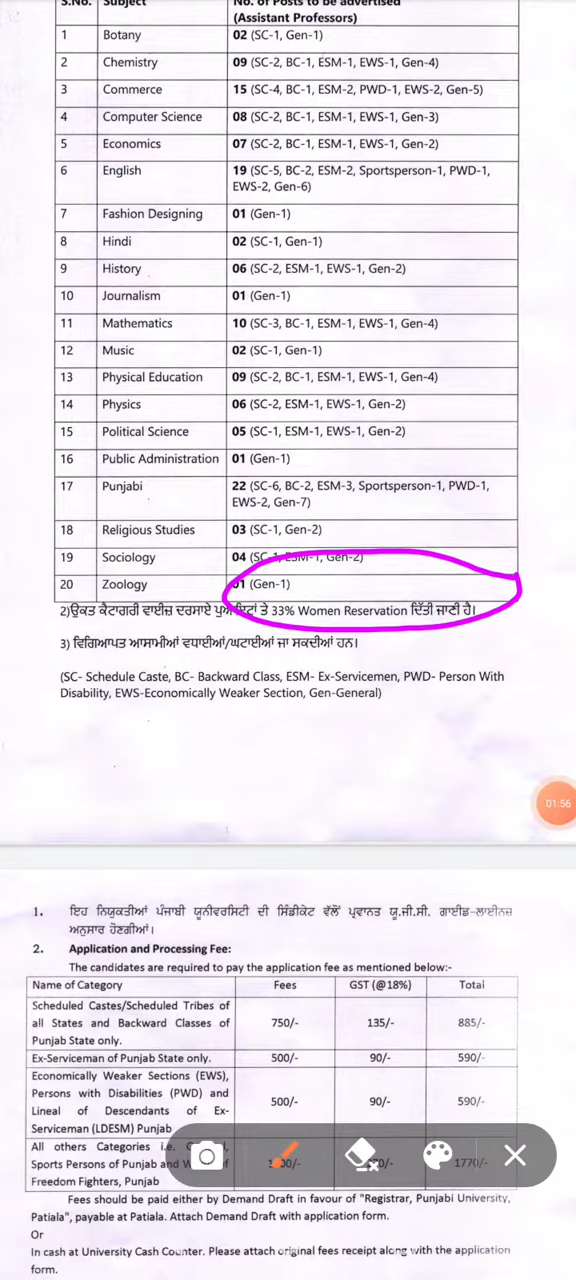 S.No. Subject No. of Posts to be advertised
(Assistant Professors)
1 Botany 02 (SC-1, Gen-1)
2 Chemistry 09 (SC-2, BC-1, ESM-1, EWS-1, Gen-4)
3 Commerce 15 (SC-4, BC-1, ESM-2, PWD-1, EWS-2, Gen-5)
4 Computer Science 08 (SC-2, BC-1, ESM-1, EWS-1, Gen-3)
5 Economics 07 (SC-2, BC-1, ESM-1, EWS-1, Gen-2)
6 English 19 (SC-5, BC-2, ESM-2, Sportsperson-1, PWD-1,
EWS-2, Gen-6)
7 Fashion Designing 01 (Gen-1)
8 Hindi 02 (SC-1, Gen-1)
9 History 06 (SC-2, ESM-1, EWS-1, Gen-2)
10 Journalism 01 (Gen-1)
11 Mathematics 10 (SC-3, BC-1, ESM-1, EWS-1, Gen-4)
12 Music 02 (SC-1, Gen-1)
13 Physical Education 09 (SC-2, BC-1, ESM-1, EWS-1, Gen-4)
14 Physics 06 (SC-2, ESM-1, EWS-1, Gen-2)
15 Political Science 05 (SC-1, ESM-1, EWS-1, Gen-2)
16 Public Administration 01 (Gen-1)
17 Punjabi 22 (SC-6, BC-2, ESM-3, Sportsperson-1, PWD-1,
EWS-2, Gen-7)
18 Religious Studies 03 (SC-1, Gen-2)
19 Sociology 04 (SC-1, ESM-1, Gen-2)
20 Zoology 01 (Gen-1)
2)ਉਕਤ ਕੈਟਾਗਰੀ ਵਾਈਜ਼ ਦਰਸਾਏ ਪੁਆਇੰਟਾਂ ਤੇ 33% Women Reservation ਦਿੱਤੀ ਜਾਣੀ ਹੈ।
3) ਵਿਗਿਆਪਤ ਆਸਾਮੀਆਂ ਵਧਾਈਆਂ/ਘਟਾਈਆਂ ਜਾ ਸਕਦੀਆਂ ਹਨ।
(SC- Schedule Caste, BC- Backward Class, ESM- Ex-Servicemen, PWD- Person With
Disability, EWS-Economically Weaker Section, Gen-General)
01:56
1. ਇਹ ਨਿਯੁਕਤੀਆਂ ਪੰਜਾਬੀ ਯੂਨੀਵਰਸਿਟੀ ਦੀ ਸਿੰਡੀਕੇਟ ਵੱਲੋਂ ਪ੍ਰਵਾਨਤ ਯੂ.ਜੀ.ਸੀ. ਗਾਈਡ-ਲਾਈਨਜ਼
ਅਨੁਸਾਰ ਹੋਣਗੀਆਂ।
2. Application and Processing Fee:
The candidates are required to pay the application fee as mentioned below:-
Name of Category Fees GST (@18%) Total
Scheduled Castes/Scheduled Tribes of
all States and Backward Classes of
Punjab State only. 750/- 135/- 885/-
Ex-Serviceman of Punjab State only. 500/- 90/- 590/-
Economically Weaker Sections (EWS),
Persons with Disabilities (PWD) and
Lineal of Descendants of Ex-
Serviceman (LDESM) Punjab 500/- 90/- 590/-
All others Categories i.e.
Sports Persons of Punjab and 1770/-
Freedom Fighters, Punjab
Fees should be paid either by Demand Draft in favour of "Registrar, Punjabi University,
Patiala", payable at Patiala. Attach Demand Draft with application form.
Or
In cash at University Cash Counter. Please attach original fees receipt along with the application
form.